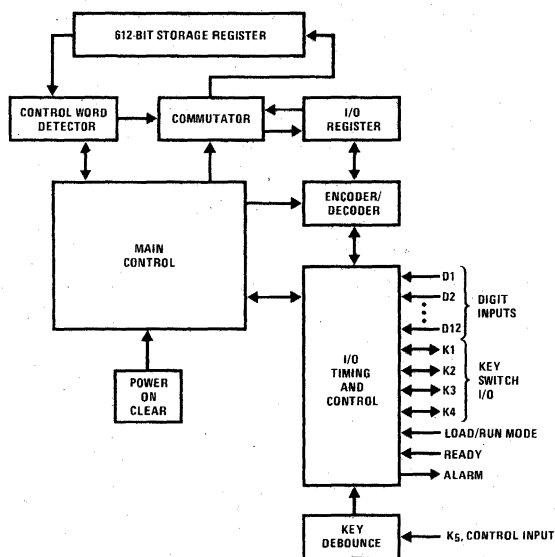 612-BIT STORAGE REGISTER
CONTROL WORD
DETECTOR
COMMUTATOR
I/O
REGISTER
ENCODER/
DECODER
MAIN
CONTROL
POWER
ON
CLEAR
I/O
TIMING
AND
CONTROL
D1
D2
D12
DIGIT
INPUTS
K1
K2
K3
K4
KEY
SWITCH
I/O
LOAD/RUN MODE
READY
ALARM
KEY
DEBOUNCE
K5, CONTROL INPUT